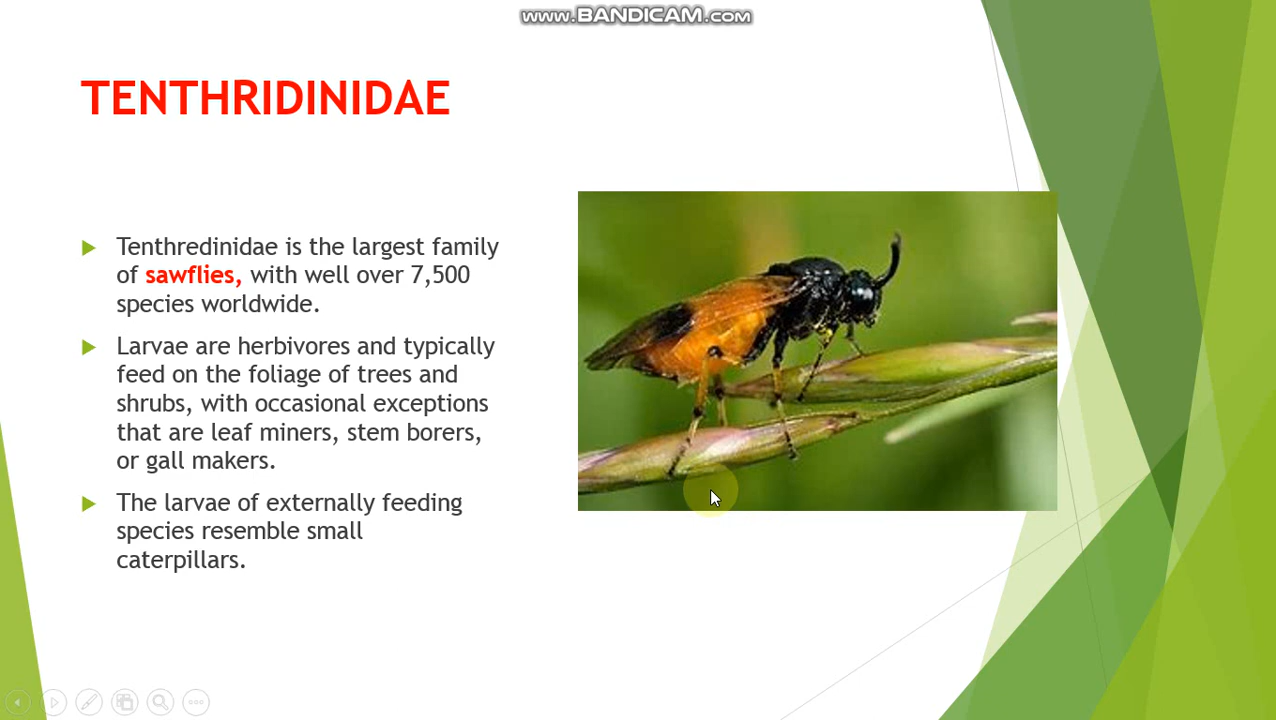 www.BANDICAM.com
TENTHRIDINIDAE
Tenthredinidae is the largest family
of sawflies, with well over 7,500
species worldwide.
Larvae are herbivores and typically
feed on the foliage of trees and
shrubs, with occasional exceptions
that are leaf miners, stem borers,
or gall makers.
The larvae of externally feeding
species resemble small
caterpillars.